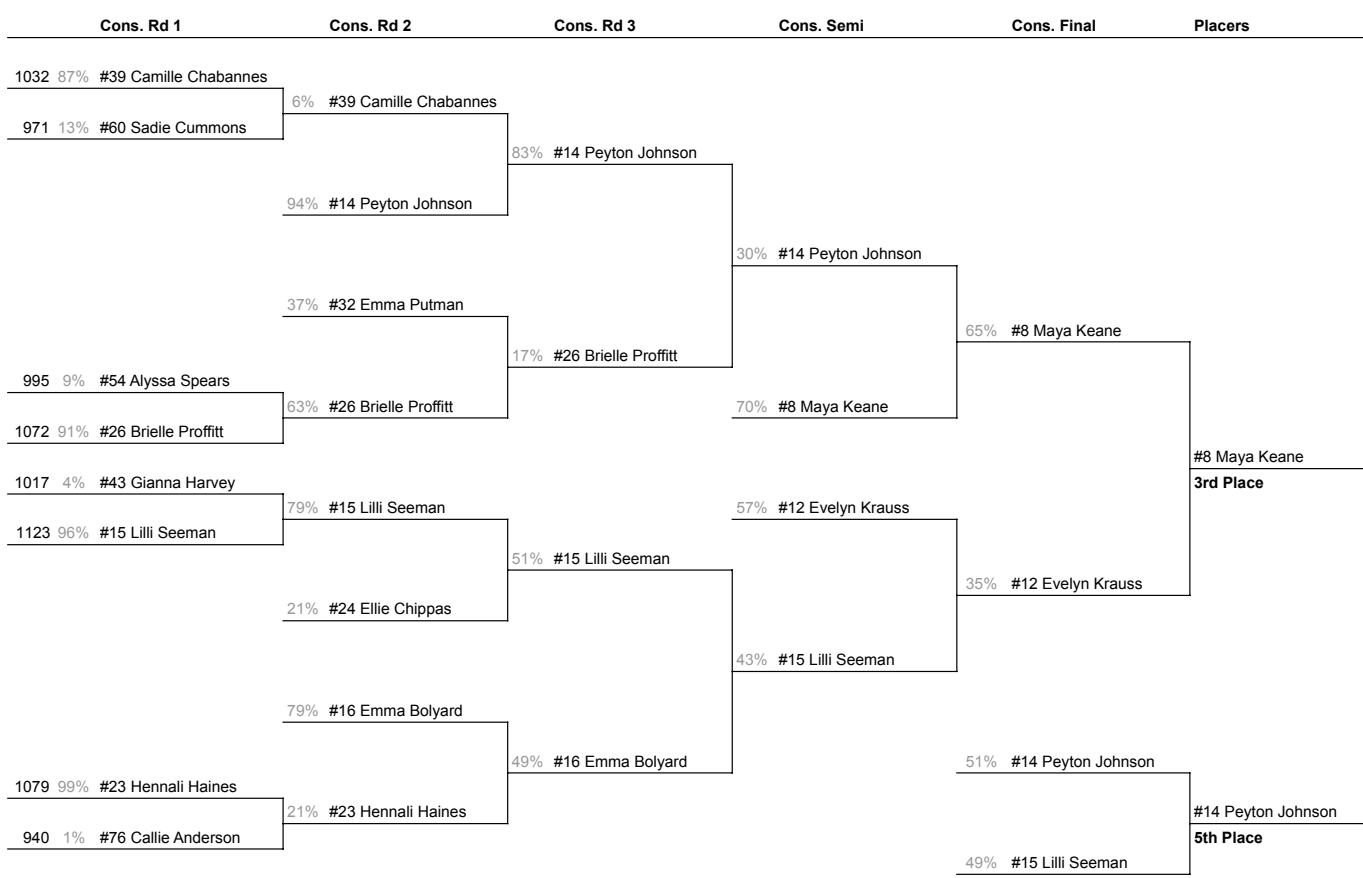 Cons. Rd 1 Cons. Rd 2 Cons. Rd 3 Cons. Semi Cons. Final Placers
1032 87% #39 Camille Chabannes
6% #39 Camille Chabannes
971 13% #60 Sadie Cummons
83% #14 Peyton Johnson
94% #14 Peyton Johnson
30% #14 Peyton Johnson
37% #32 Emma Putman
65% #8 Maya Keane
17% #26 Brielle Proffitt
995 9% #54 Alyssa Spears
63% #26 Brielle Proffitt
70% #8 Maya Keane
1072 91% #26 Brielle Proffitt
#8 Maya Keane
1017 4% #43 Gianna Harvey
3rd Place
79% #15 Lilli Seeman
57% #12 Evelyn Krauss
1123 96% #15 Lilli Seeman
51% #15 Lilli Seeman
35% #12 Evelyn Krauss
21% #24 Ellie Chippas
43% #15 Lilli Seeman
79% #16 Emma Bolyard
49% #16 Emma Bolyard
51% #14 Peyton Johnson
1079 99% #23 Hennali Haines
21% #23 Hennali Haines
#14 Peyton Johnson
940 1% #76 Callie Anderson
5th Place
49% #15 Lilli Seeman